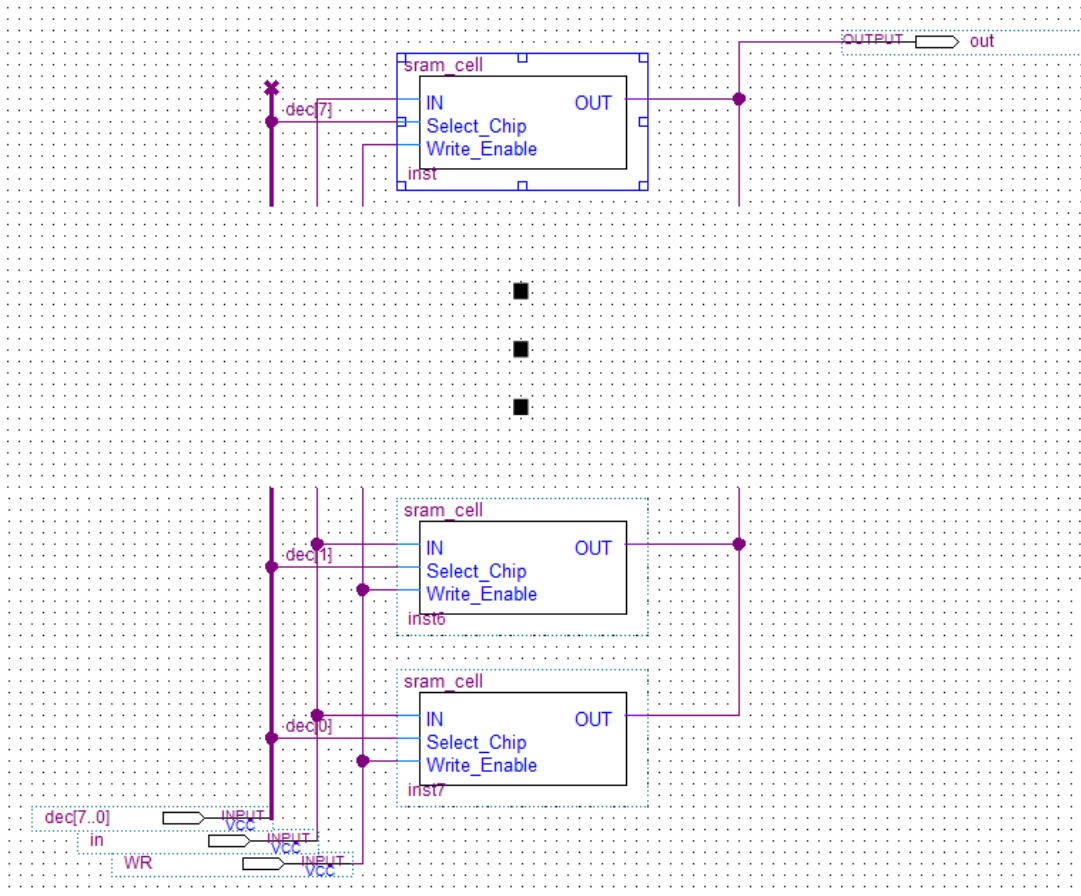 OUTPUT out
sram_cell
dec[7]
IN OUT
Select_Chip
Write_Enable
inst
sram_cell
dec[1]
IN OUT
Select_Chip
Write_Enable
inst6
sram_cell
dec[0]
IN OUT
Select_Chip
Write_Enable
inst7
dec[7..0] INPUT
VCC
in INPUT
VCC
WR INPUT
VCC